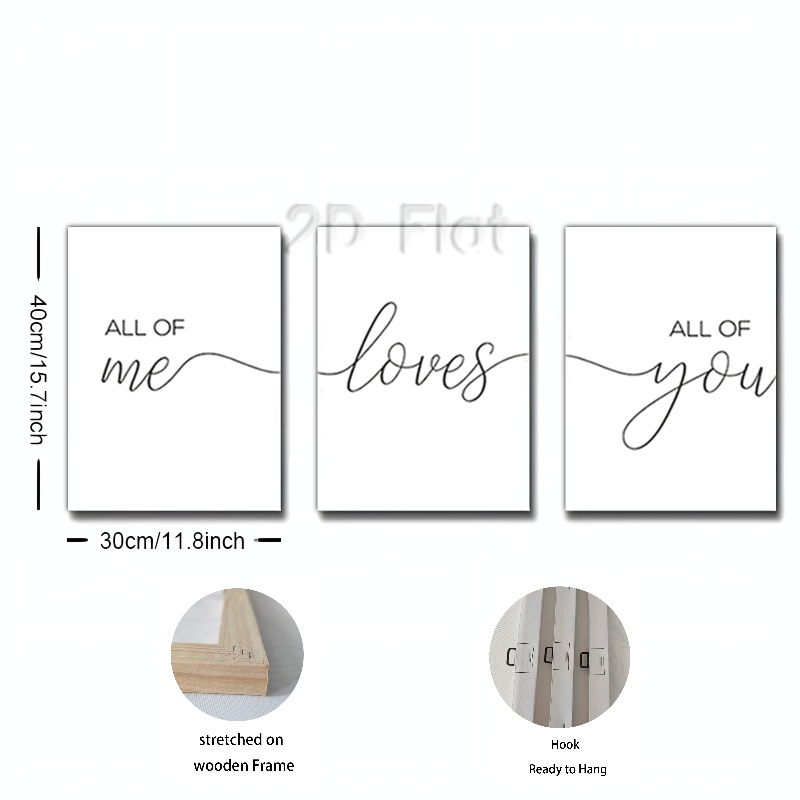 2D Flat
40cm/15.7inch
ALL OF
me
loves
ALL OF
you
30cm/11.8inch
stretched on
wooden Frame
Hook
Ready to Hang